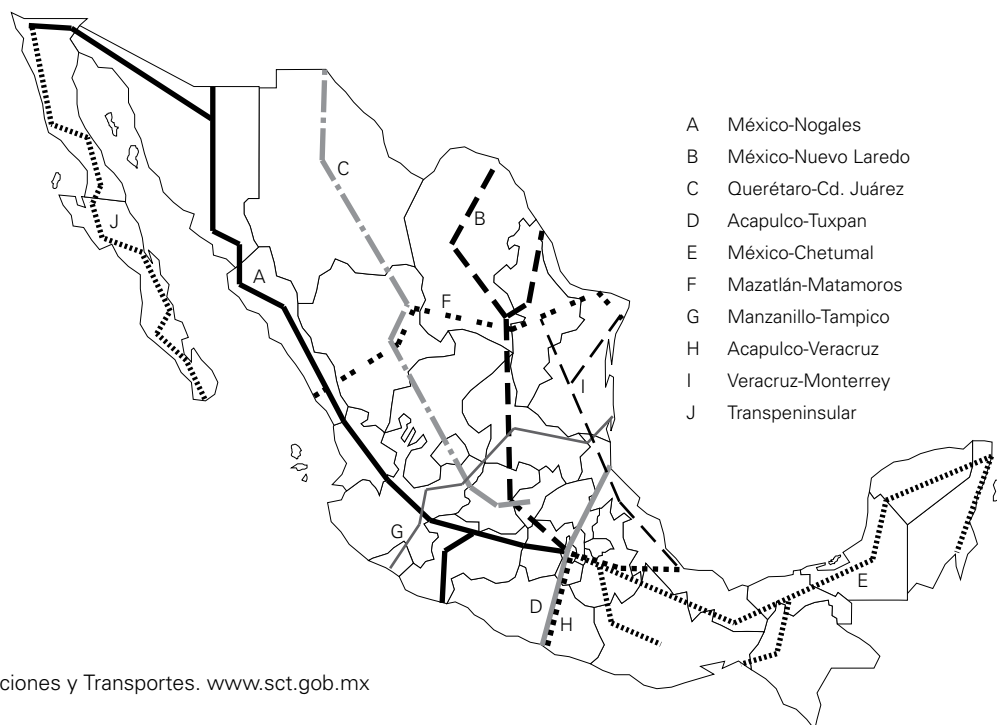 A México-Nogales
B México-Nuevo Laredo
C Querétaro-Cd. Juárez
D Acapulco-Tuxpan
E México-Chetumal
F Mazatlán-Matamoros
G Manzanillo-Tampico
H Acapulco-Veracruz
I Veracruz-Monterrey
J Transpeninsular
C
B
J
A
F
I
G
E
D
H
ciones y Transportes. www.sct.gob.mx